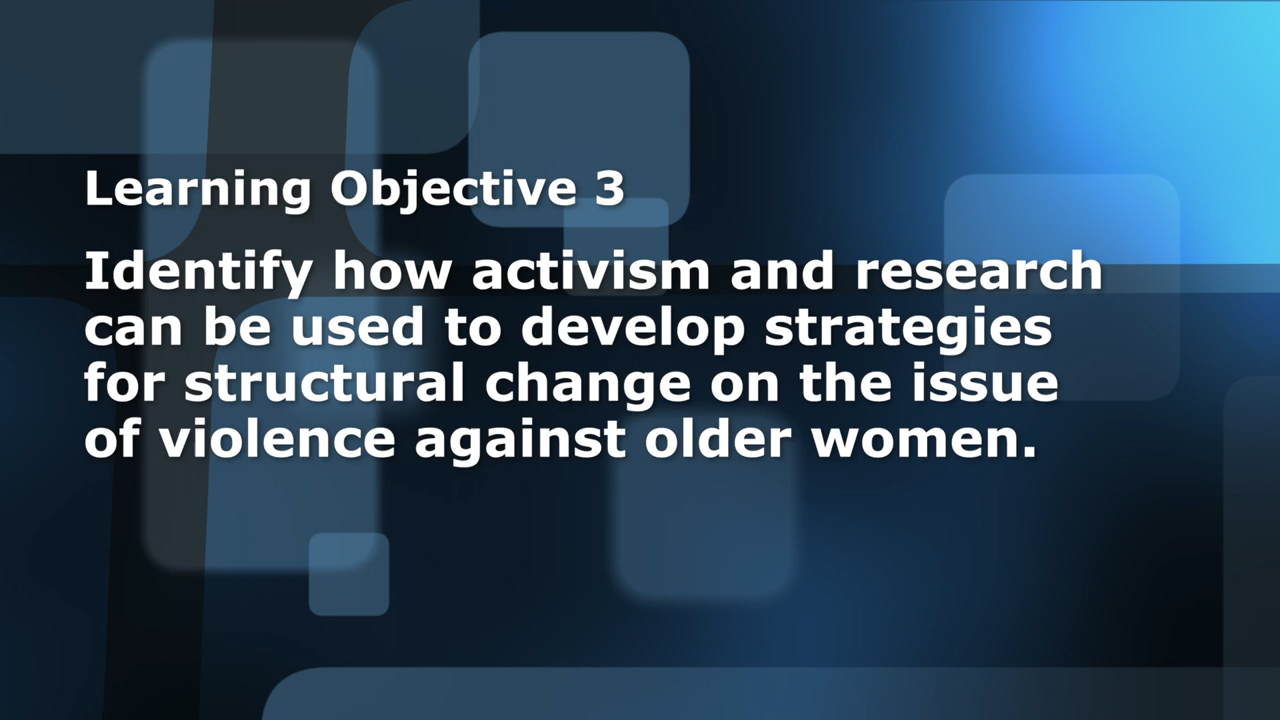 Learning Objective 3
Identify how activism and research
can be used to develop strategies
for structural change on the issue
of violence against older women.